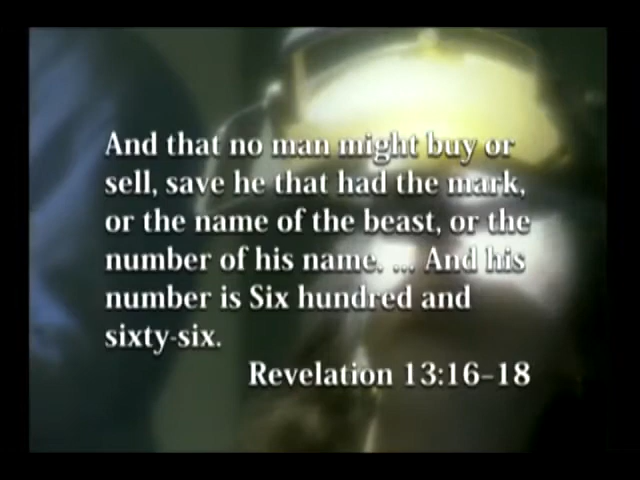 And that no man might buy or
sell, save he that had the mark,
or the name of the beast, or the
number of his name. ... And his
number is Six hundred and
sixty-six.
Revelation 13:16–18